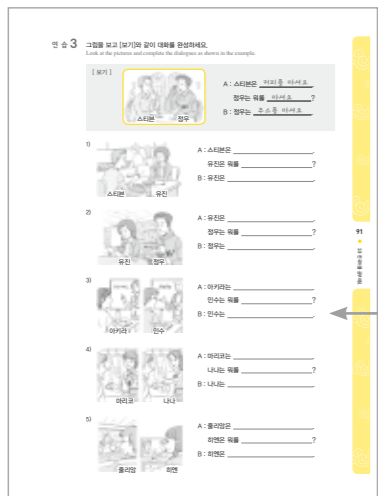 연 습 3 그림을 보고 [보기]와 같이 대화를 완성하세요.
Look at the pictures and complete the dialogues as shown in the example.
[ 보기 ]
스티븐 정우
A : 스티븐은 커피를 마셔요.
정우는 뭐를 마셔요?
B : 정우는 주스를 마셔요.
1)
스티븐 유진
A : 스티븐은
유진은 뭐를 ?
B : 유진은
2)
유진 정우
A : 유진은
정우는 뭐를 ?
B : 정우는
3)
아키라 민수
A : 아키라는
민수는 뭐를 ?
B : 민수는
4)
마리코 나나
A : 마리코는
나나는 뭐를 ?
B : 나나는
5)
줄리앙 히엔
A : 줄리앙은
히엔은 뭐를 ?
B : 히엔은
91